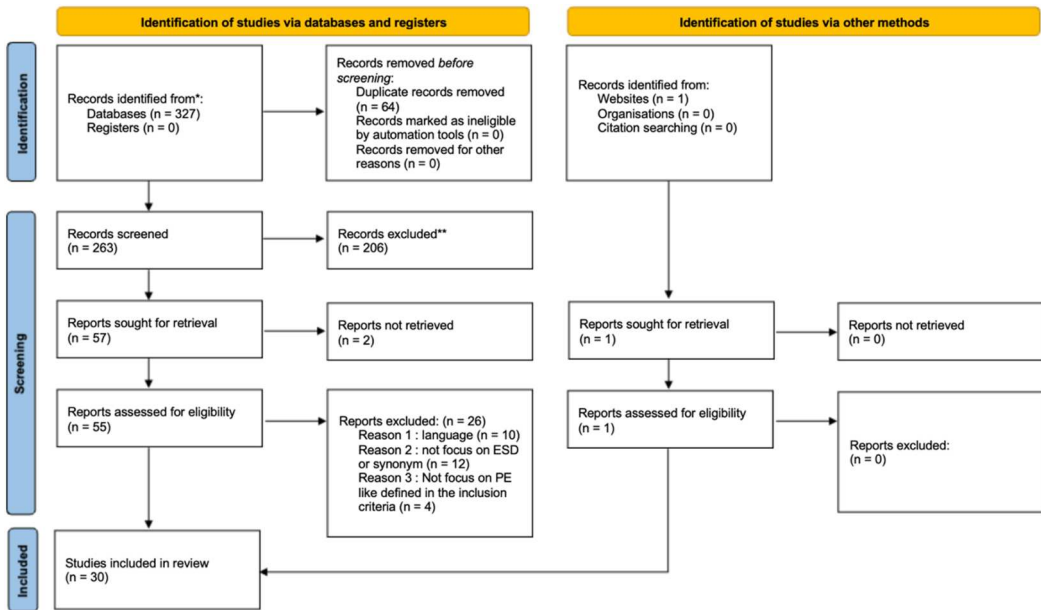 Identification of studies via databases and registers
Identification of studies via other methods
Identification
Records identified from*:
Databases (n = 327)
Registers (n = 0)
Records removed before
screening:
Duplicate records removed
(n = 64)
Records marked as ineligible
by automation tools (n = 0)
Records removed for other
reasons (n = 0)
Records identified from:
Websites (n = 1)
Organisations (n = 0)
Citation searching (n = 0)
Screening
Records screened
(n = 263)
Records excluded**
(n = 206)
Reports sought for retrieval
(n = 57)
Reports not retrieved
(n = 2)
Reports sought for retrieval
(n = 1)
Reports not retrieved
(n = 0)
Reports assessed for eligibility
(n = 55)
Reports excluded: (n = 26)
Reason 1 : language (n = 10)
Reason 2 : not focus on ESD
or synonym (n = 12)
Reason 3 : Not focus on PE
like defined in the inclusion
criteria (n = 4)
Reports assessed for eligibility
(n = 1)
Reports excluded:
(n = 0)
Included
Studies included in review
(n = 30)